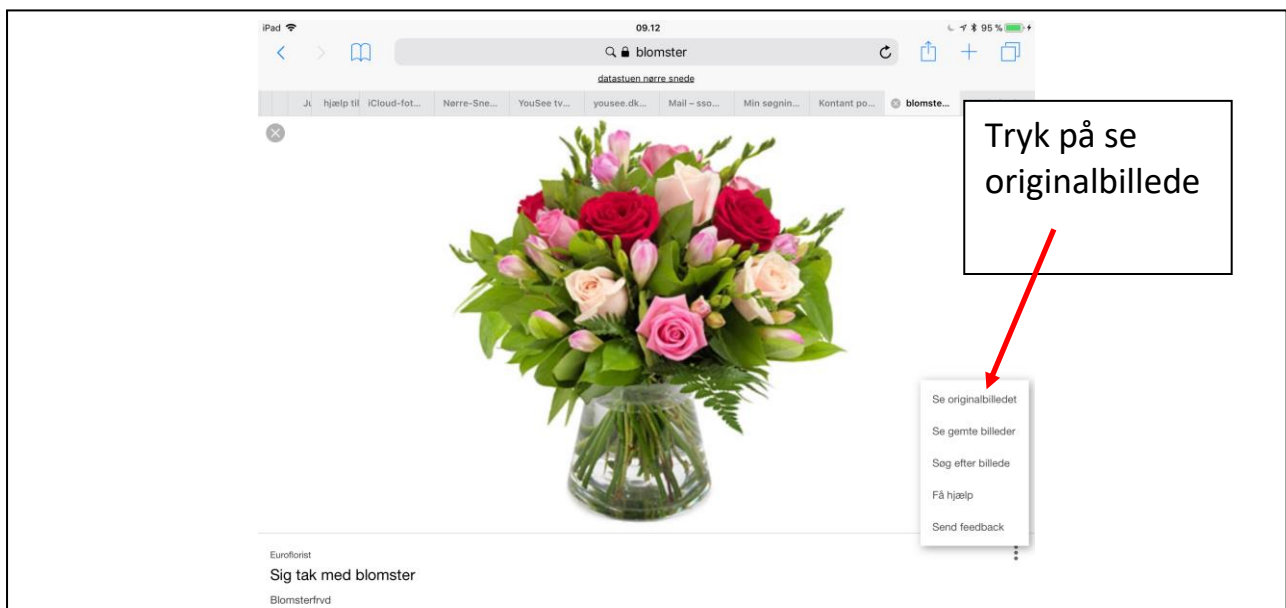 iPad 09.12 95 %
blomster
datastuen nørre snede
Ju hjælp til iCloud-fot... Nørre-Sne... YouSee tv... yousee.dk... Mail – sso... Min søgnin... Kontant po... blomste...
Tryk på se
originalbillede
Se originalbilledet
Se gemte billeder
Søg efter billede
Få hjælp
Send feedback
Euroflorist
Sig tak med blomster
Blomsterfryd